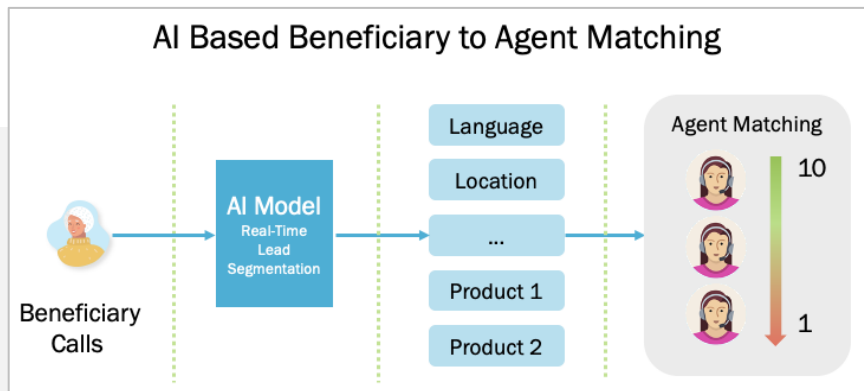 AI Based Beneficiary to Agent Matching
Beneficiary
Calls
AI Model
Real-Time
Lead
Segmentation
Language
Location
...
Product 1
Product 2
Agent Matching
10
1